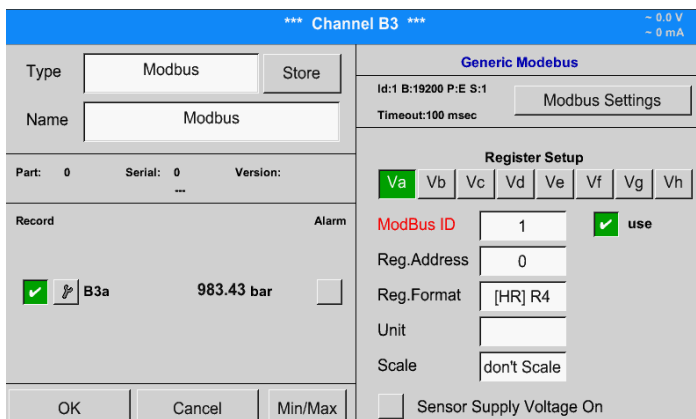 *** Channel B3 ***
~ 0.0 V
~ 0 mA
Type Modbus Store
Name Modbus
Part: 0 Serial: 0 Version:
---
Record Alarm
B3a 983.43 bar
OK Cancel Min/Max
Generic Modebus
Id:1 B:19200 P:E S:1
Timeout:100 msec
Modbus Settings
Register Setup
Va Vb Vc Vd Ve Vf Vg Vh
ModBus ID 1 use
Reg.Address 0
Reg.Format [HR] R4
Unit
Scale don't Scale
Sensor Supply Voltage On